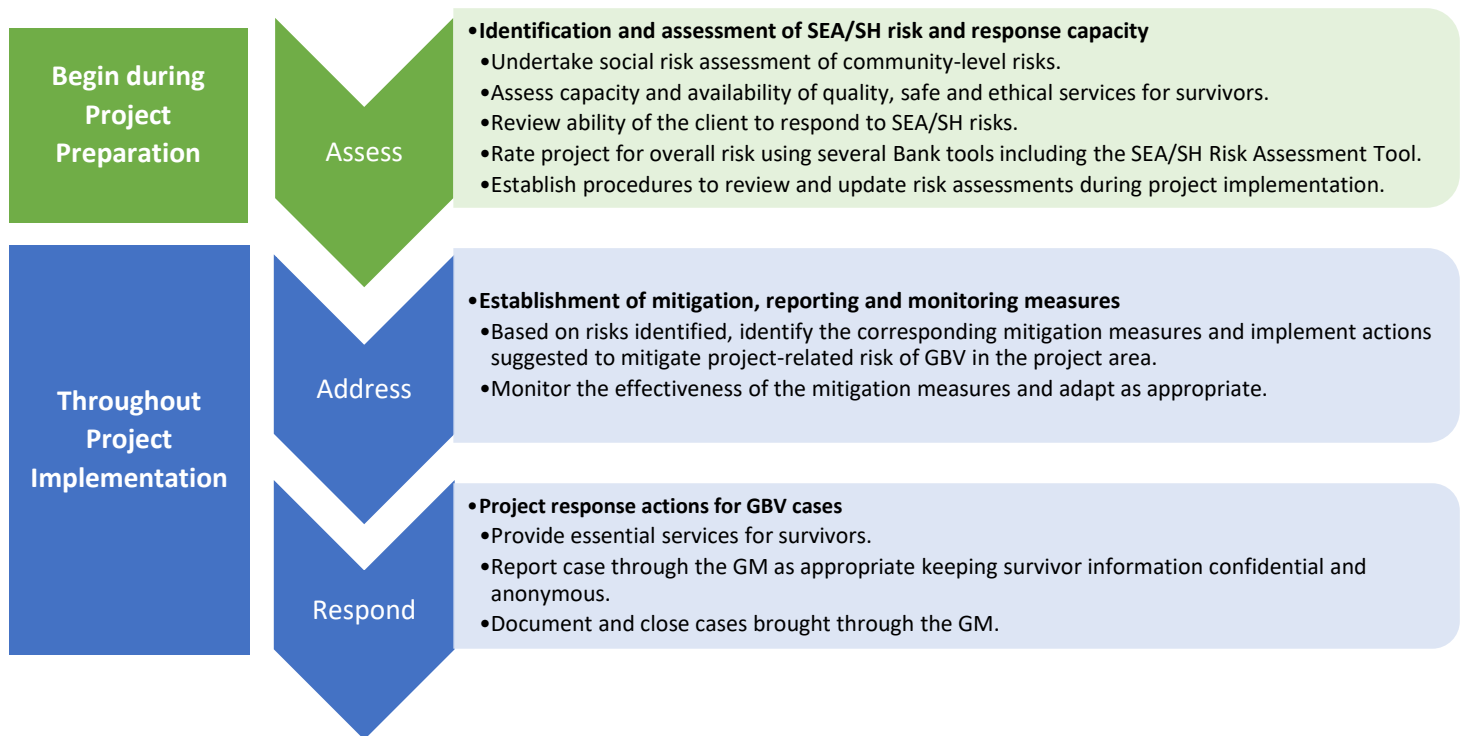 Begin during
Project
Preparation
Assess
•Identification and assessment of SEA/SH risk and response capacity
•Undertake social risk assessment of community-level risks.
•Assess capacity and availability of quality, safe and ethical services for survivors.
•Review ability of the client to respond to SEA/SH risks.
•Rate project for overall risk using several Bank tools including the SEA/SH Risk Assessment Tool.
•Establish procedures to review and update risk assessments during project implementation.
Throughout
Project
Implementation
Address
•Establishment of mitigation, reporting and monitoring measures
•Based on risks identified, identify the corresponding mitigation measures and implement actions
suggested to mitigate project-related risk of GBV in the project area.
•Monitor the effectiveness of the mitigation measures and adapt as appropriate.
Respond
•Project response actions for GBV cases
•Provide essential services for survivors.
•Report case through the GM as appropriate keeping survivor information confidential and
anonymous.
•Document and close cases brought through the GM.